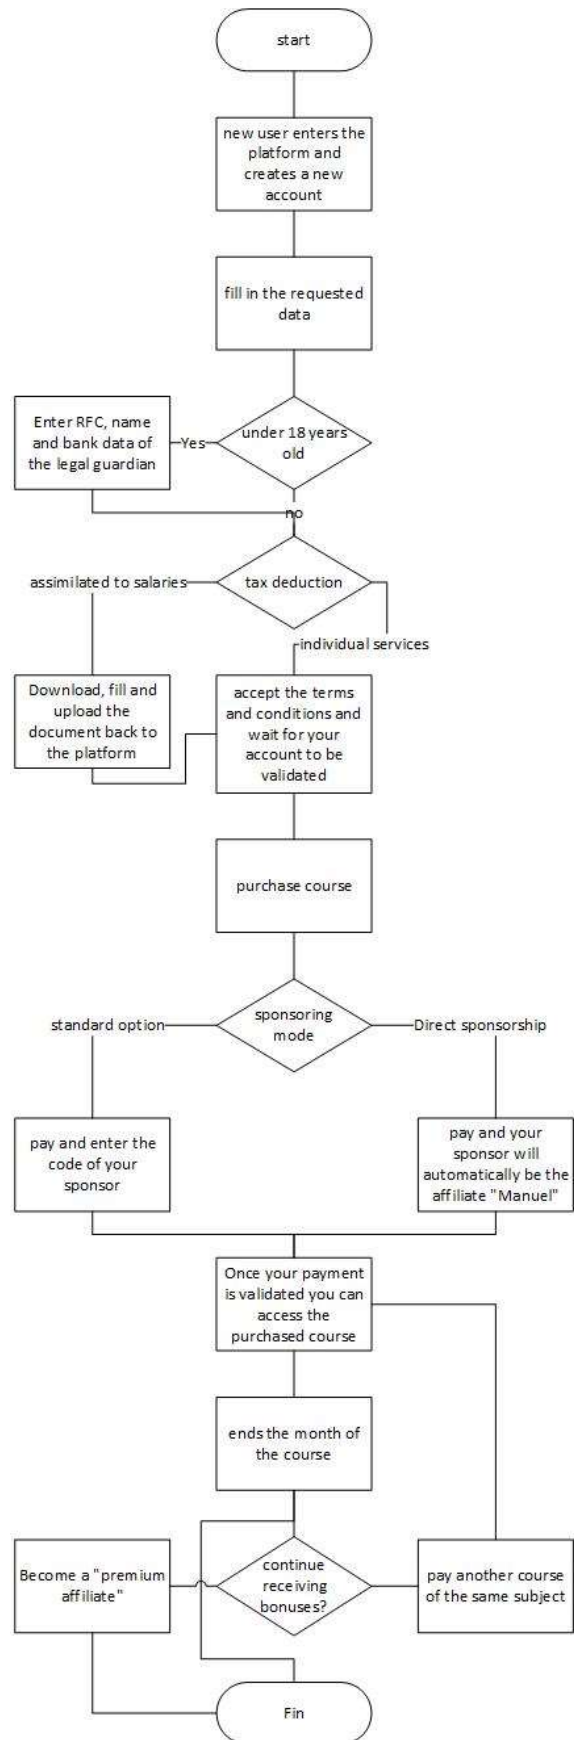 start
new user enters the
platform and
creates a new
account
fill in the requested
data
Enter RFC, name
and bank data of
the legal guardian
Yes
under 18 years
old
no
assimilated to salaries
tax deduction
individual services
Download, fill and
upload the
document back to
the platform
accept the terms
and conditions and
wait for your
account to be
validated
purchase course
standard option
sponsoring
mode
Direct sponsorship
pay and enter the
code of your
sponsor
pay and your
sponsor will
automatically be the
affiliate "Manuel"
Once your payment
is validated you can
access the
purchased course
ends the month of
the course
Become a "premium
affiliate"
continue
receiving
bonuses?
pay another course
of the same subject
Fin